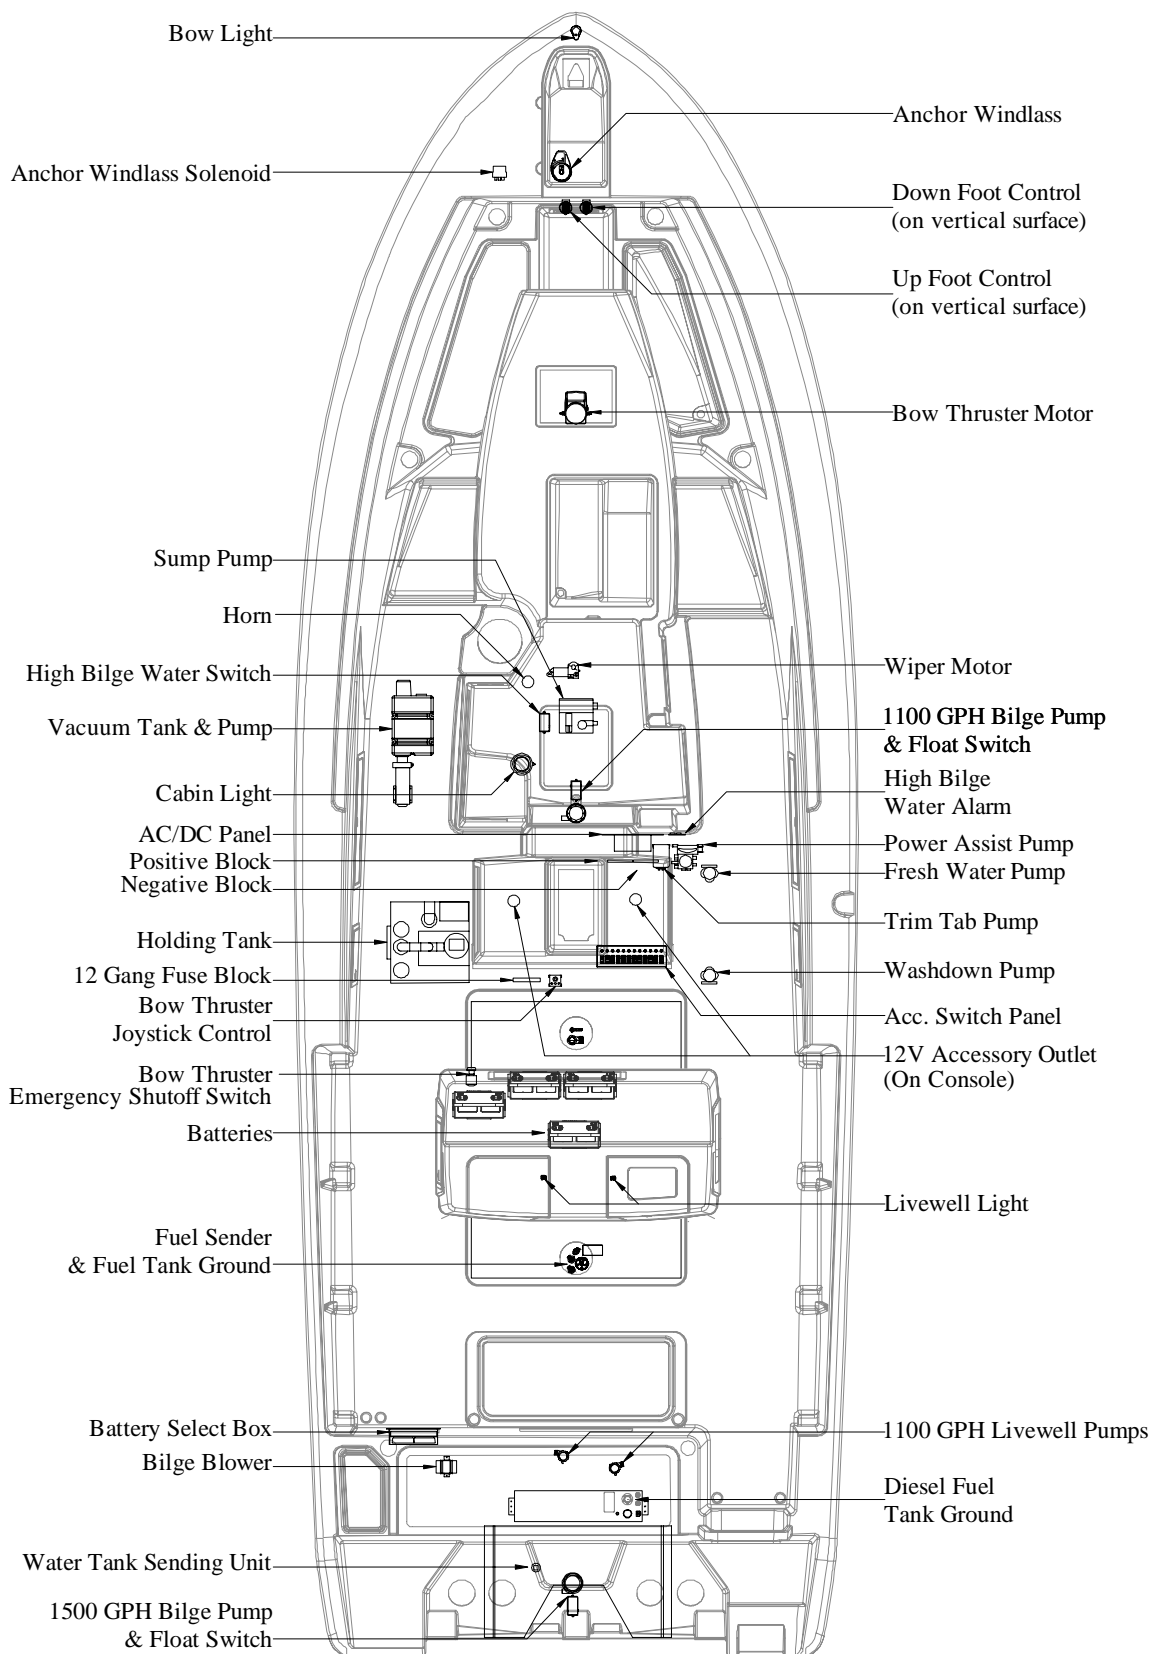 Bow Light
Anchor Windlass
Anchor Windlass Solenoid
Down Foot Control
(on vertical surface)
Up Foot Control
(on vertical surface)
Bow Thruster Motor
Sump Pump
Horn
High Bilge Water Switch
Wiper Motor
Vacuum Tank & Pump
1100 GPH Bilge Pump
& Float Switch
Cabin Light
High Bilge
Water Alarm
AC/DC Panel
Power Assist Pump
Positive Block
Fresh Water Pump
Negative Block
Trim Tab Pump
Holding Tank
12 Gang Fuse Block
Washdown Pump
Bow Thruster
Joystick Control
Acc. Switch Panel
12V Accessory Outlet
(On Console)
Bow Thruster
Emergency Shutoff Switch
Batteries
Livewell Light
Fuel Sender
& Fuel Tank Ground
Battery Select Box
1100 GPH Livewell Pumps
Bilge Blower
Diesel Fuel
Tank Ground
Water Tank Sending Unit
1500 GPH Bilge Pump
& Float Switch